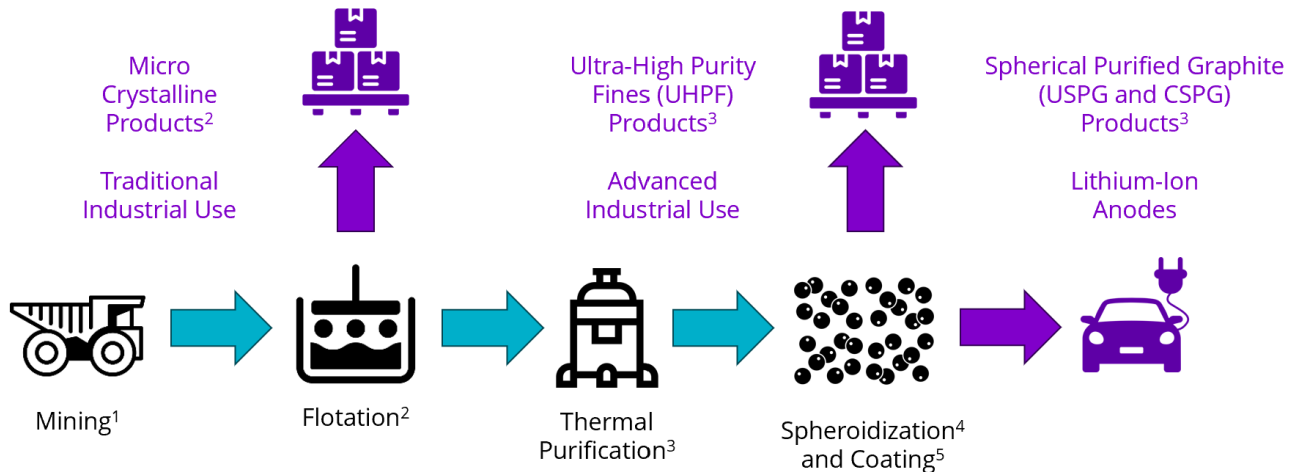 Micro
Crystalline
Products²
Traditional
Industrial Use
Ultra-High Purity
Fines (UHPF)
Products³
Advanced
Industrial Use
Spherical Purified Graphite
(USPG and CSPG)
Products³
Lithium-Ion
Anodes
Mining¹
Flotation²
Thermal
Purification³
Spheroidization⁴
and Coating⁵